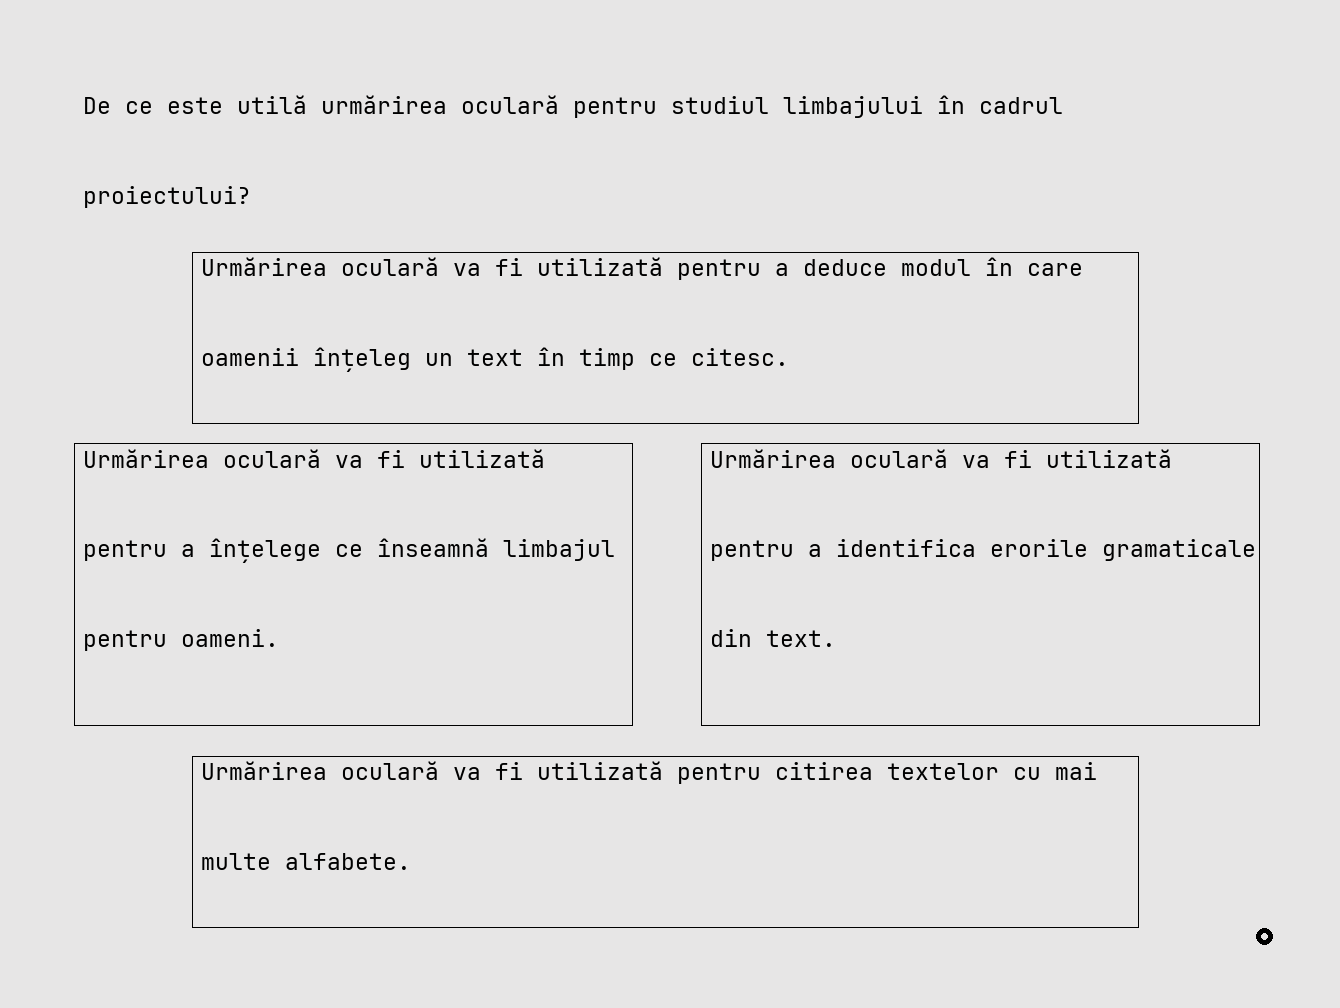 De ce este utilă urmărirea oculară pentru studiul limbajului în cadrul
proiectului?
Urmărirea oculară va fi utilizată pentru a deduce modul în care
oamenii înțeleg un text în timp ce citesc.
Urmărirea oculară va fi utilizată
pentru a înțelege ce înseamnă limbajul
pentru oameni.
Urmărirea oculară va fi utilizată
pentru a identifica erorile gramaticale
din text.
Urmărirea oculară va fi utilizată pentru citirea textelor cu mai
multe alfabete.